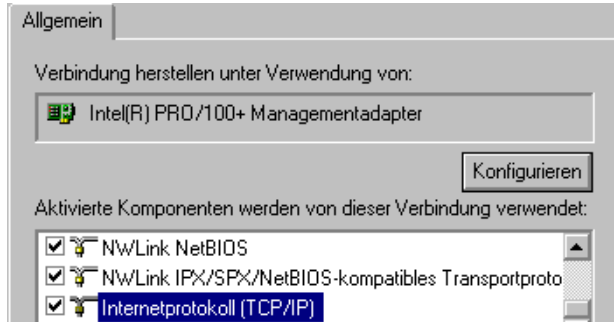 Allgemein
Verbindung herstellen unter Verwendung von:
Intel(R) PRO/100+ Managementadapter
Konfigurieren
Aktivierte Komponenten werden von dieser Verbindung verwendet:
NWLink NetBIOS
NWLink IPX/SPX/NetBIOS-kompatibles Transportproto
Internetprotokoll (TCP/IP)